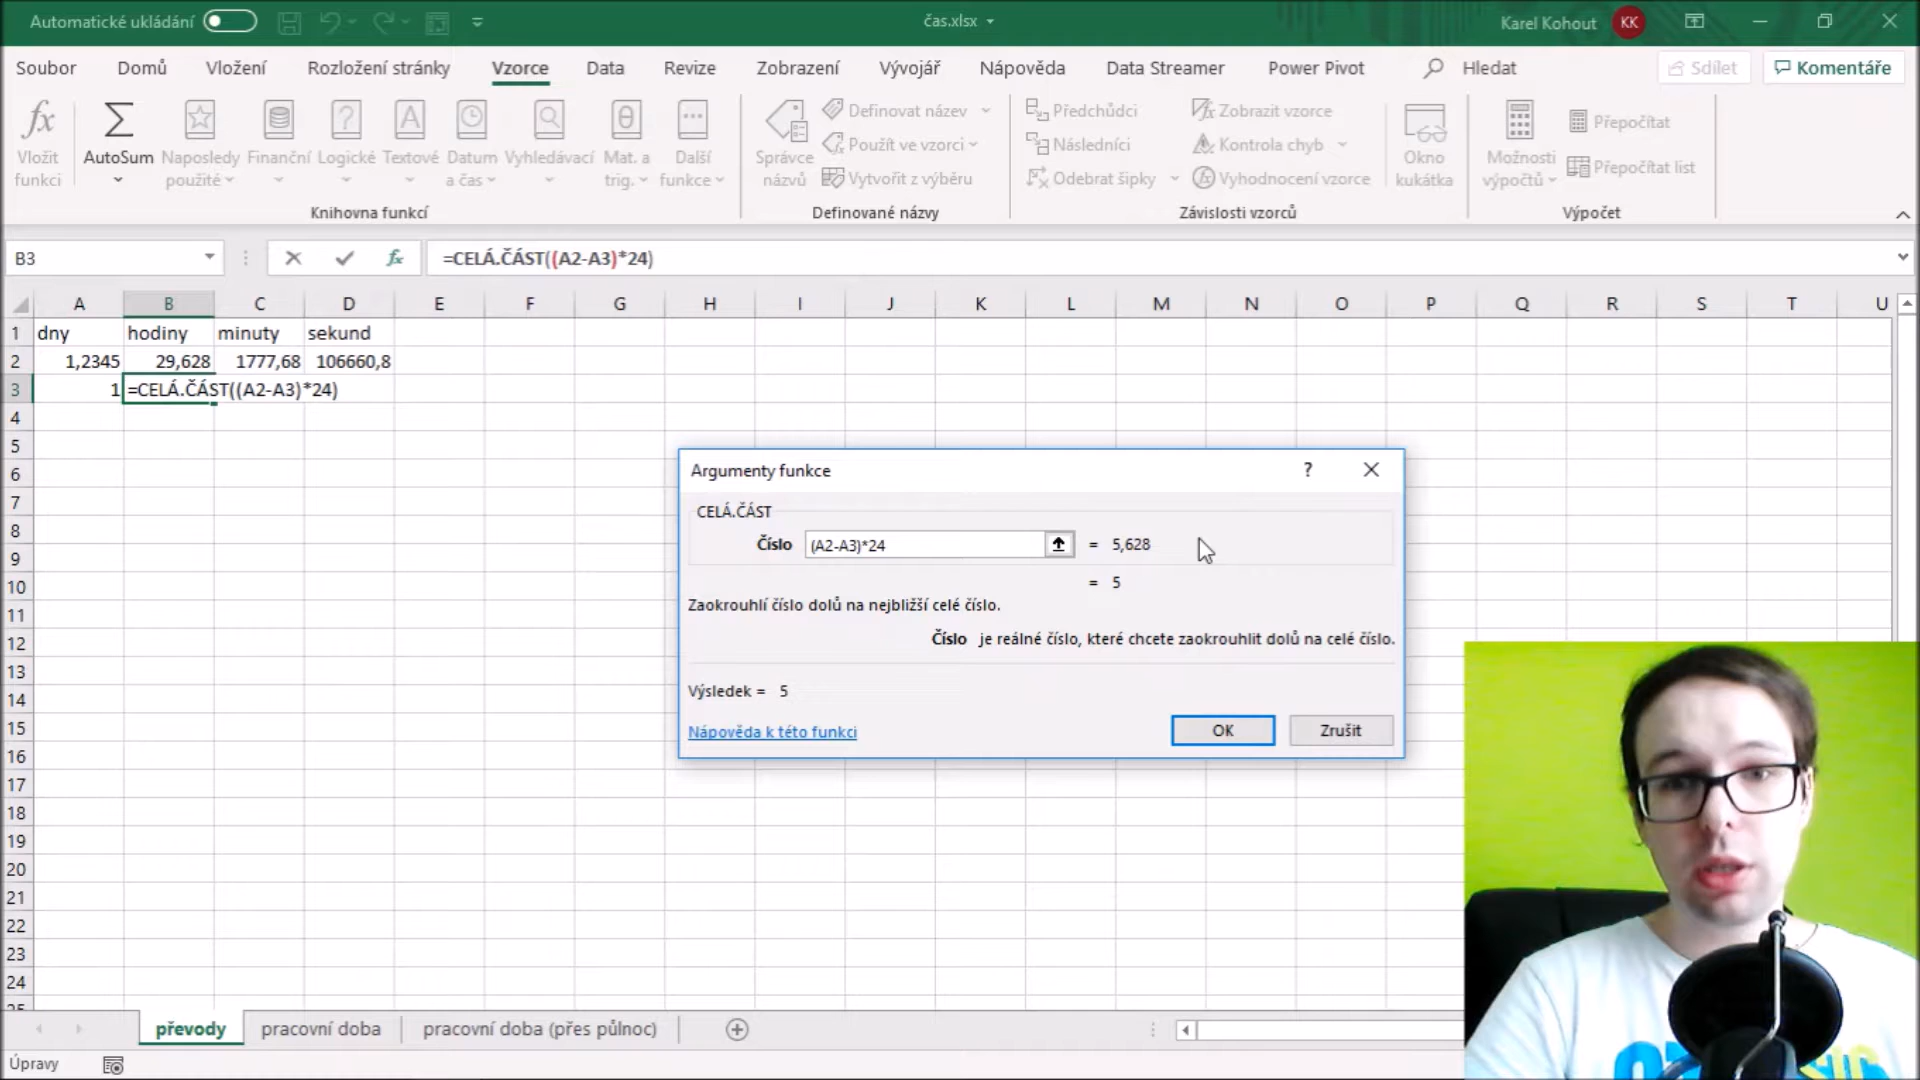 Automatické ukládání
čas.xlsx
Karel Kohout
KK
Soubor Domů Vložení Rozložení stránky Vzorce Data Revize Zobrazení Vývojář Nápověda Data Streamer Power Pivot Hledat
Sdílet Komentáře
Vložit funkci
AutoSum
Naposledy použité
Finanční
Logické
Textové
Datum a čas
Vyhledávací
Mat. a trig.
Další funkce
Knihovna funkcí
Správce názvů
Definovat název
Použít ve vzorci
Vytvořit z výběru
Definované názvy
Předchůdci
Následníci
Odebrat šipky
Zobrazit vzorce
Kontrola chyb
Vyhodnocení vzorce
Závislosti vzorců
Okno kukátka
Možnosti výpočtů
Přepočítat
Přepočítat list
Výpočet
B3
fx
=CELÁ.ČÁST((A2-A3)*24)
A B C D E F G H I J K L M N O P Q R S T U
1 dny hodiny minuty sekund
2 1,2345 29,628 1777,68 106660,8
3 1 =CELÁ.ČÁST((A2-A3)*24)
4
5
6
7
8
9
10
11
12
13
14
15
16
17
18
19
20
21
22
23
24
25
Argumenty funkce
?
CELÁ.ČÁST
Číslo (A2-A3)*24 = 5,628
= 5
Zaokrouhlí číslo dolů na nejbližší celé číslo.
Číslo je reálné číslo, které chcete zaokrouhlit dolů na celé číslo.
Výsledek = 5
Nápověda k této funkci
OK Zrušit
převody pracovní doba pracovní doba (přes půlnoc)
Úpravy